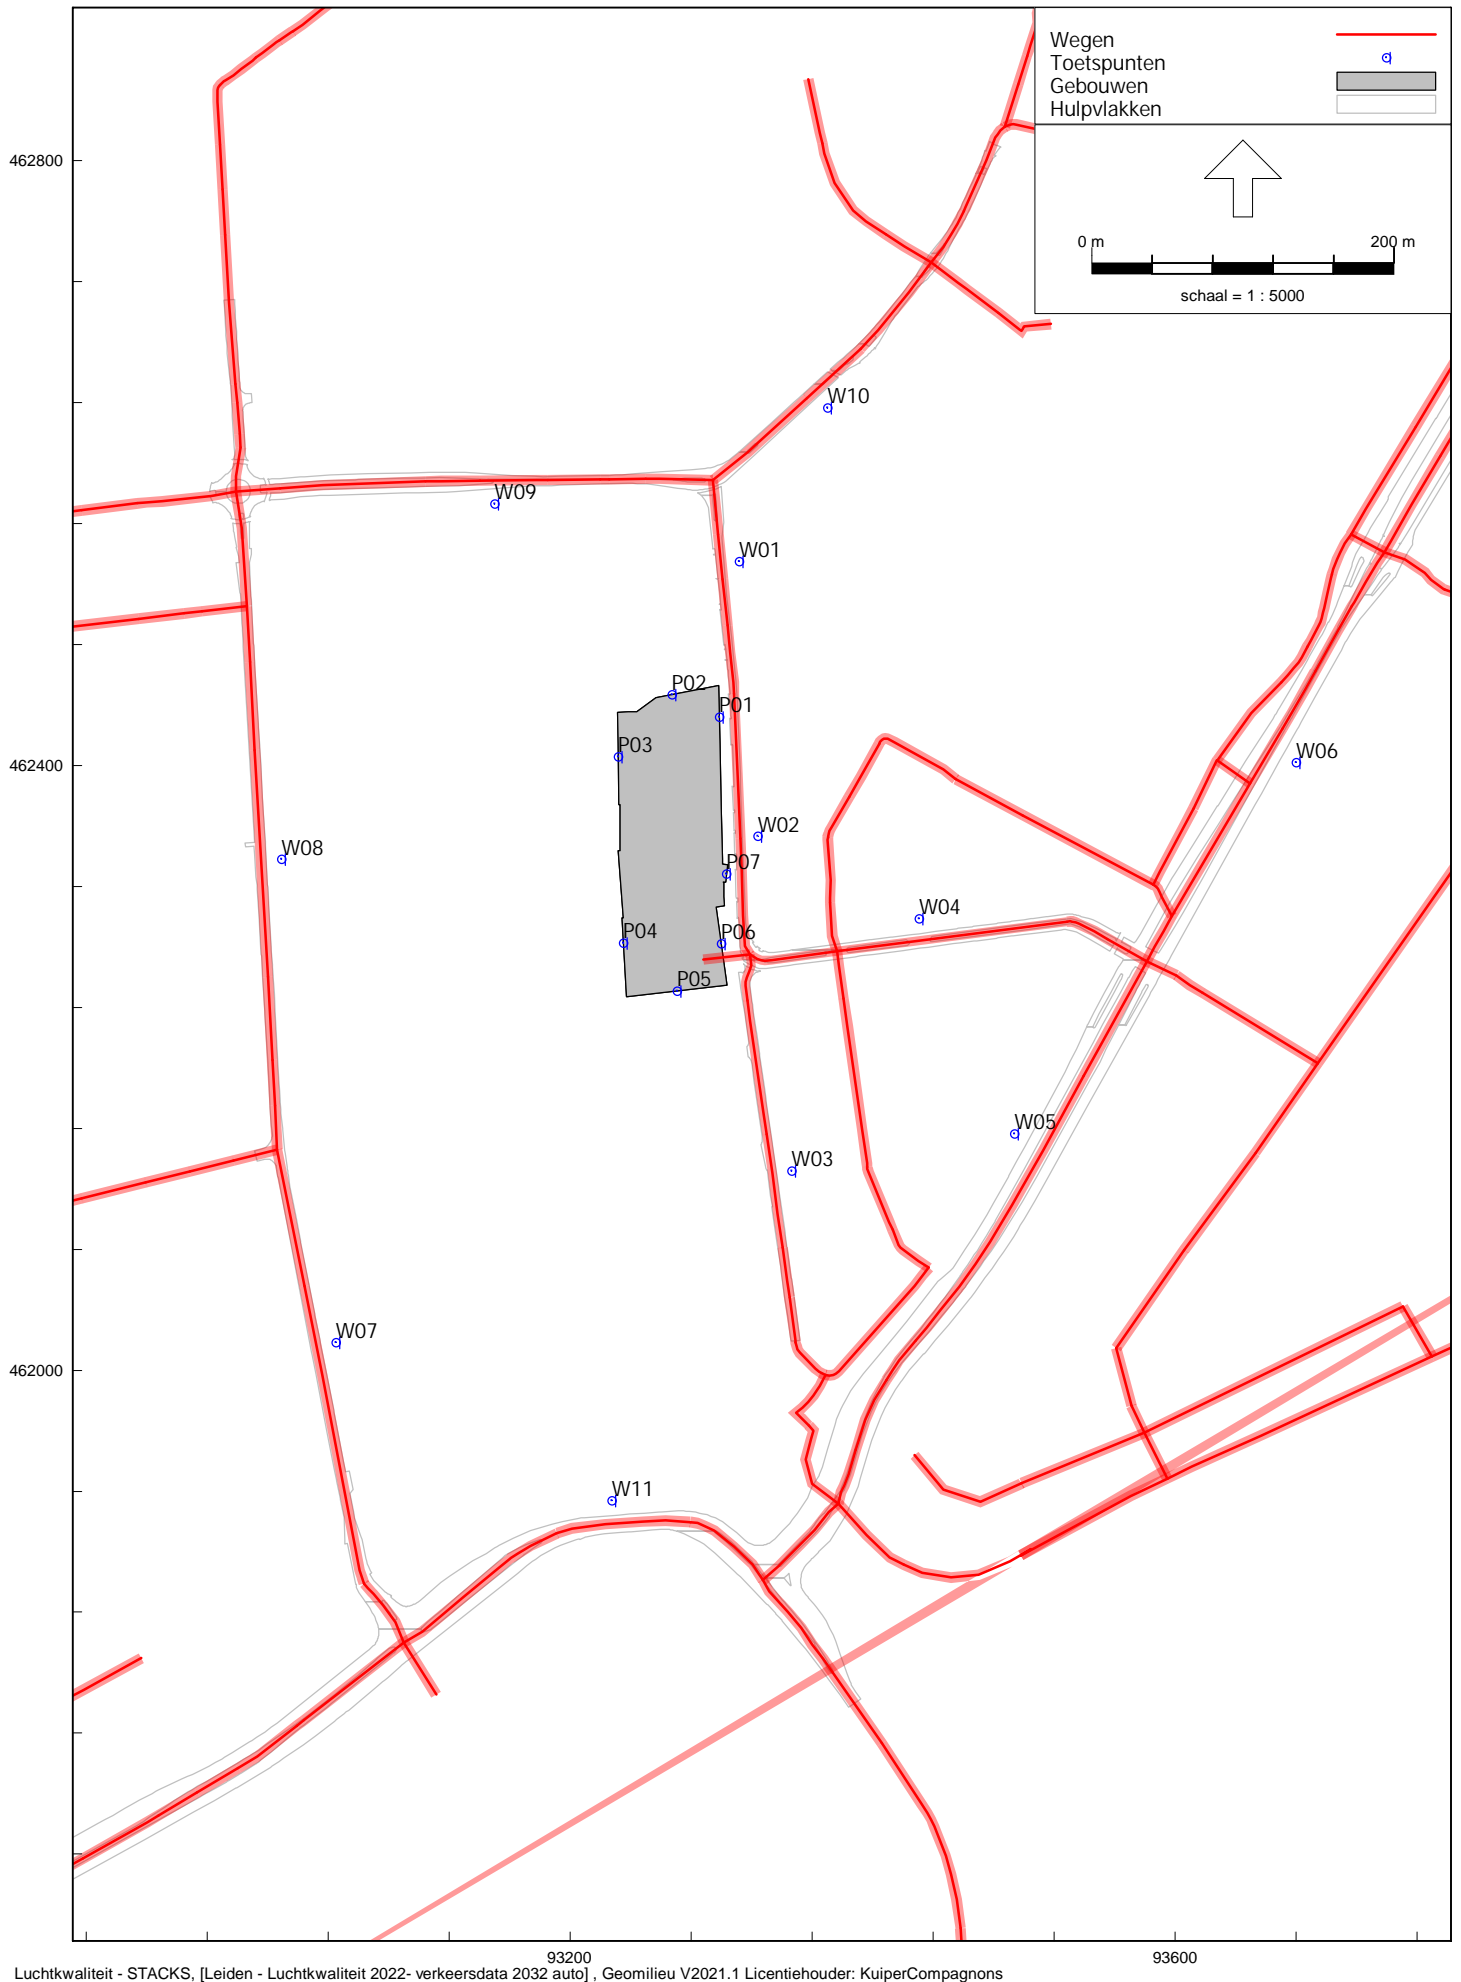 Wegen
Toetspunten
Gebouwen
Hulpvlakken
462800
0 m 200 m
schaal = 1 : 5000
W10
W09
W01
P02
P01
P03
462400
W06
W02
W08
P07
W04
P04 P06
P05
W05
W03
W07
462000
W11
93200 93600
Luchtkwaliteit - STACKS, [Leiden - Luchtkwaliteit 2022- verkeersdata 2032 auto] , Geomilieu V2021.1 Licentiehouder: KuiperCompagnons